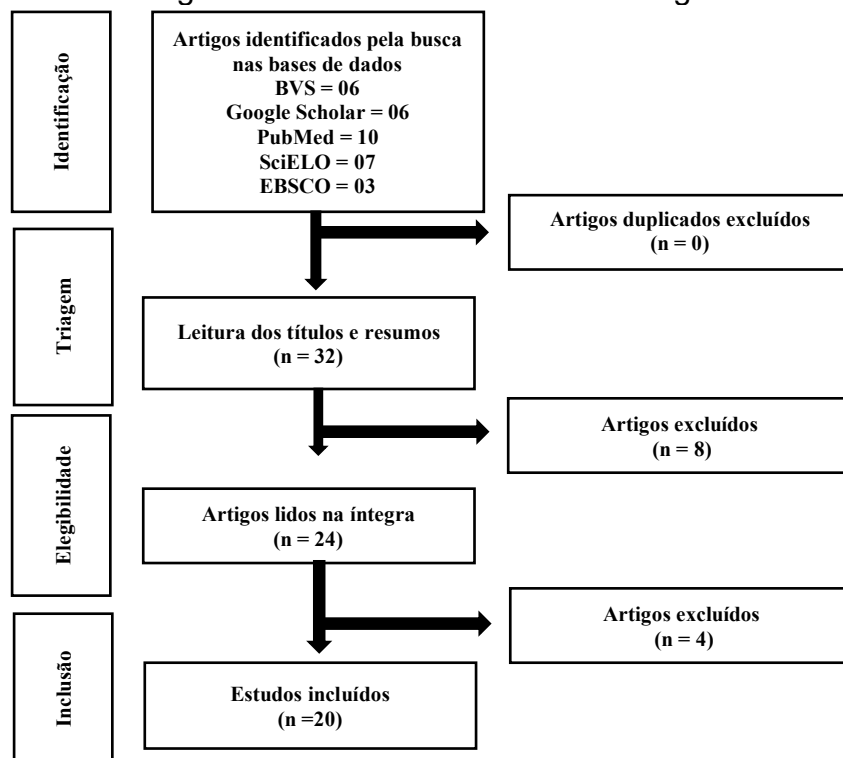 Identificação
Artigos identificados pela busca
nas bases de dados
BVS = 06
Google Scholar = 06
PubMed = 10
SciELO = 07
EBSCO = 03
Artigos duplicados excluídos
(n = 0)
Triagem
Leitura dos títulos e resumos
(n = 32)
Artigos excluídos
(n = 8)
Elegibilidade
Artigos lidos na íntegra
(n = 24)
Artigos excluídos
(n = 4)
Inclusão
Estudos incluídos
(n =20)